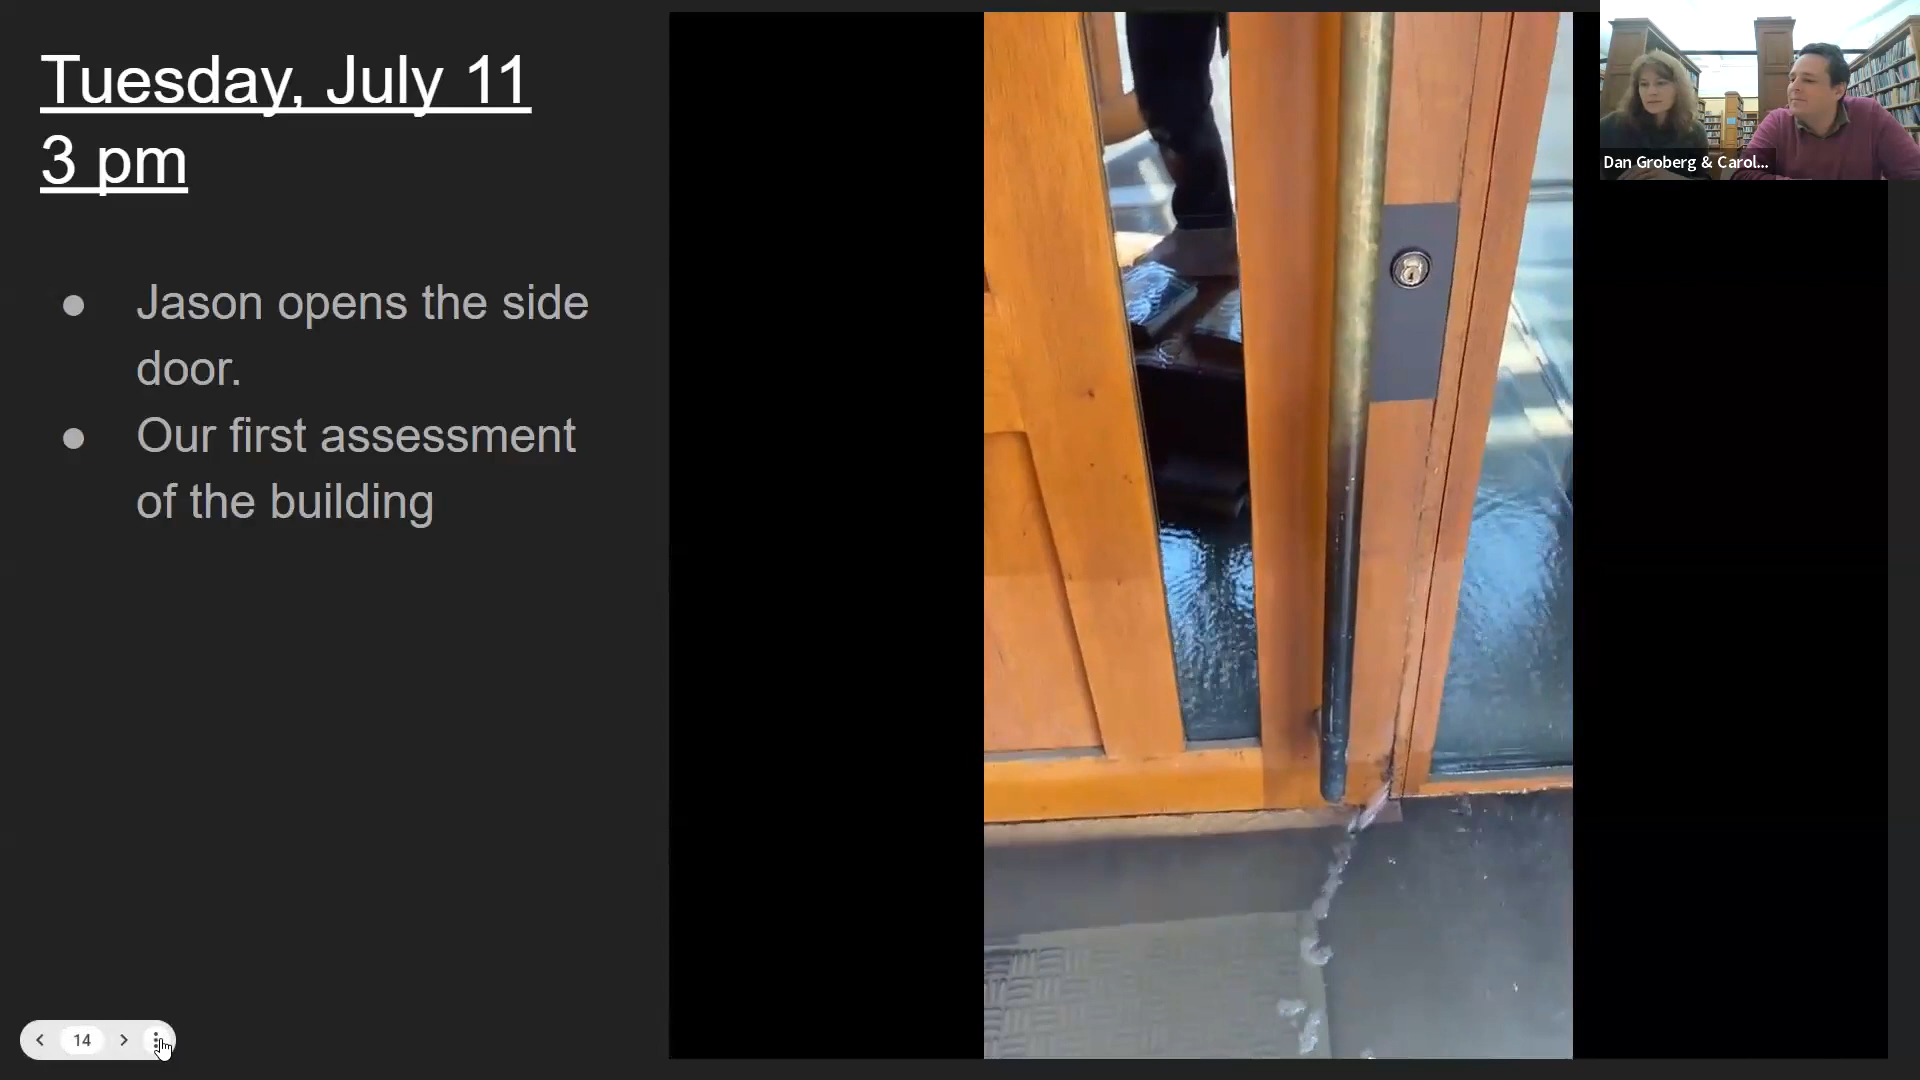 Tuesday, July 11
3 pm
● Jason opens the side
door.
● Our first assessment
of the building
Dan Groberg & Carol...
14